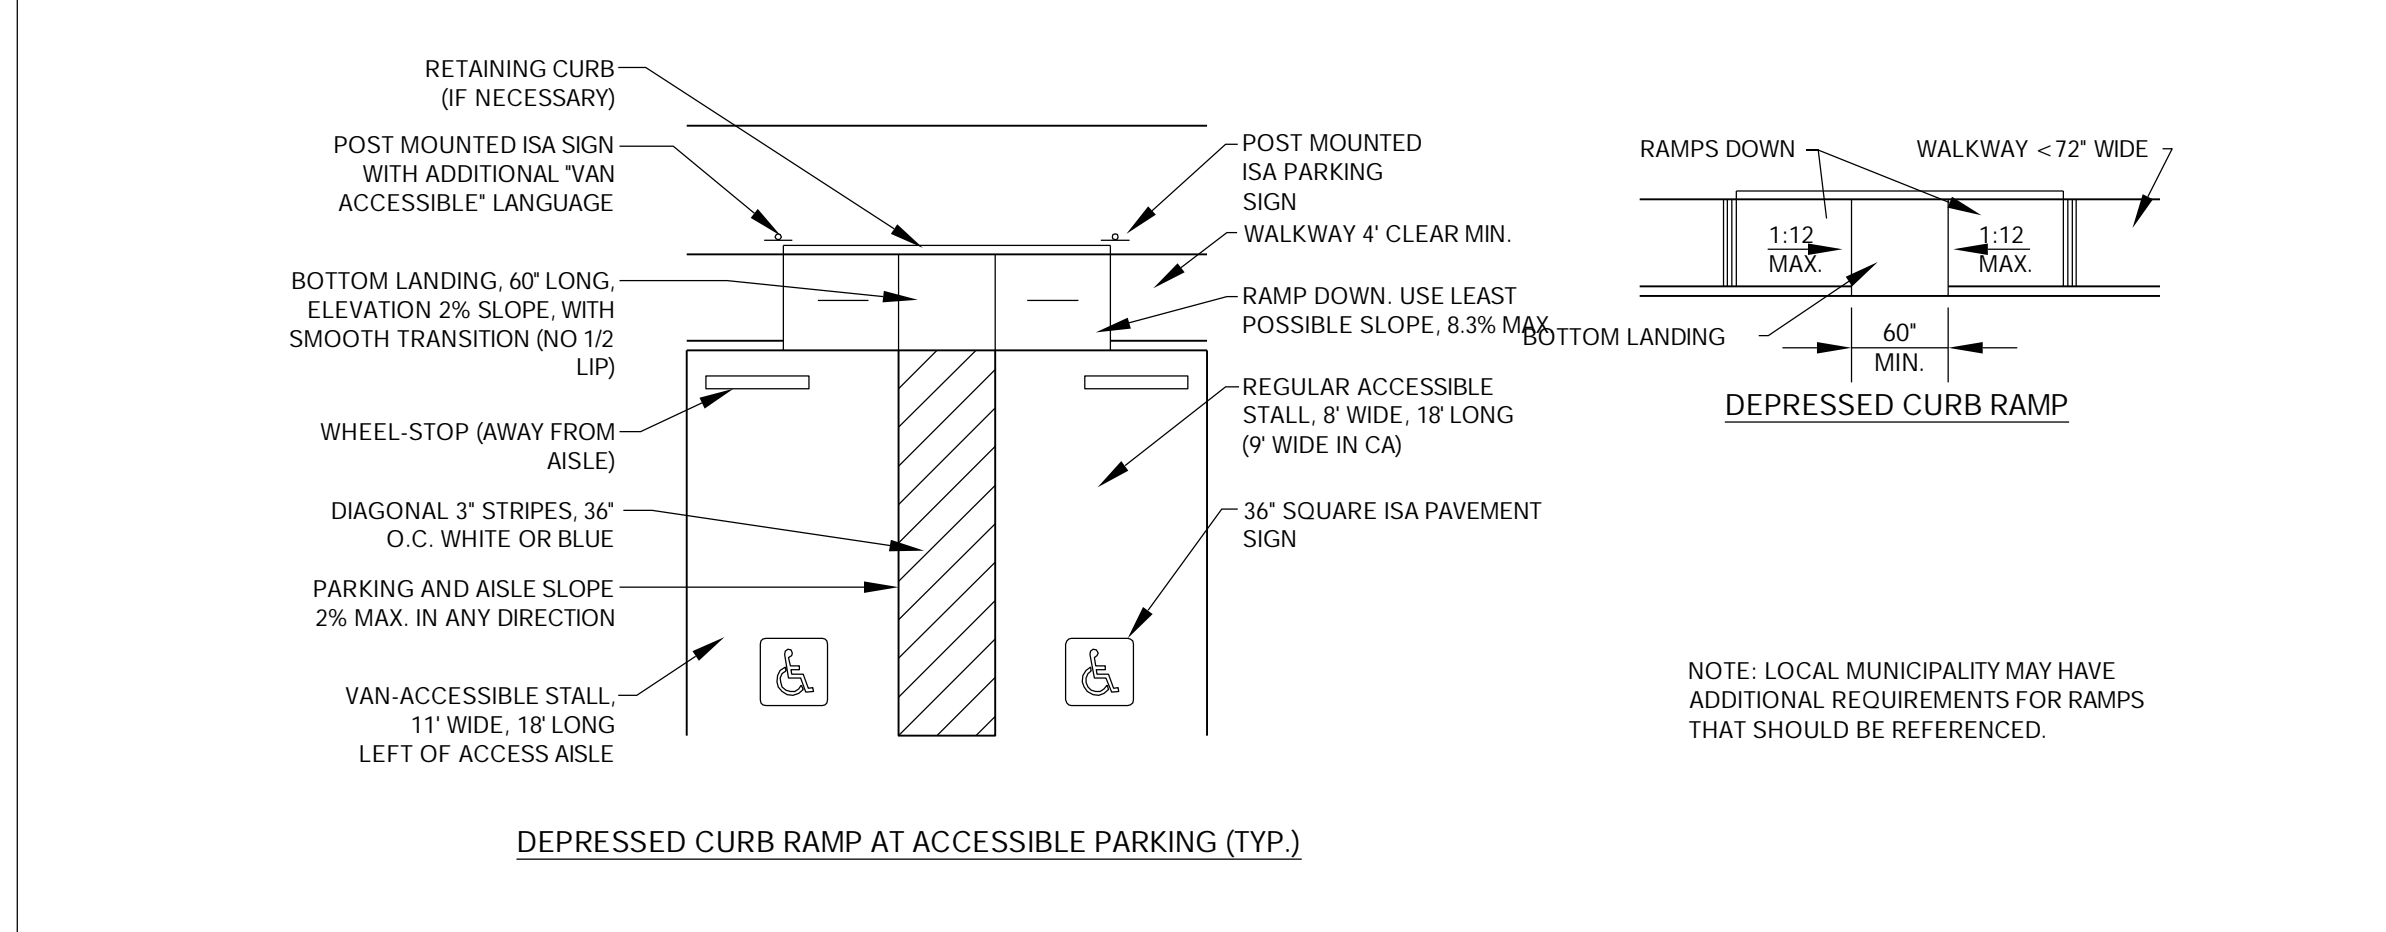 RETAINING CURB
(IF NECESSARY)
POST MOUNTED ISA SIGN
WITH ADDITIONAL "VAN
ACCESSIBLE" LANGUAGE
BOTTOM LANDING, 60" LONG,
ELEVATION 2% SLOPE, WITH
SMOOTH TRANSITION (NO 1/2
LIP)
WHEEL-STOP (AWAY FROM
AISLE)
DIAGONAL 3" STRIPES, 36"
O.C. WHITE OR BLUE
PARKING AND AISLE SLOPE
2% MAX. IN ANY DIRECTION
VAN-ACCESSIBLE STALL,
11' WIDE, 18' LONG
LEFT OF ACCESS AISLE
POST MOUNTED
ISA PARKING
SIGN
WALKWAY 4' CLEAR MIN.
RAMP DOWN. USE LEAST
POSSIBLE SLOPE, 8.3% MAX.
REGULAR ACCESSIBLE
STALL, 8' WIDE, 18' LONG
(9' WIDE IN CA)
36" SQUARE ISA PAVEMENT
SIGN
DEPRESSED CURB RAMP AT ACCESSIBLE PARKING (TYP.)
RAMPS DOWN
WALKWAY <72" WIDE
1:12
MAX.
1:12
MAX.
BOTTOM LANDING
60"
MIN.
DEPRESSED CURB RAMP
NOTE: LOCAL MUNICIPALITY MAY HAVE
ADDITIONAL REQUIREMENTS FOR RAMPS
THAT SHOULD BE REFERENCED.